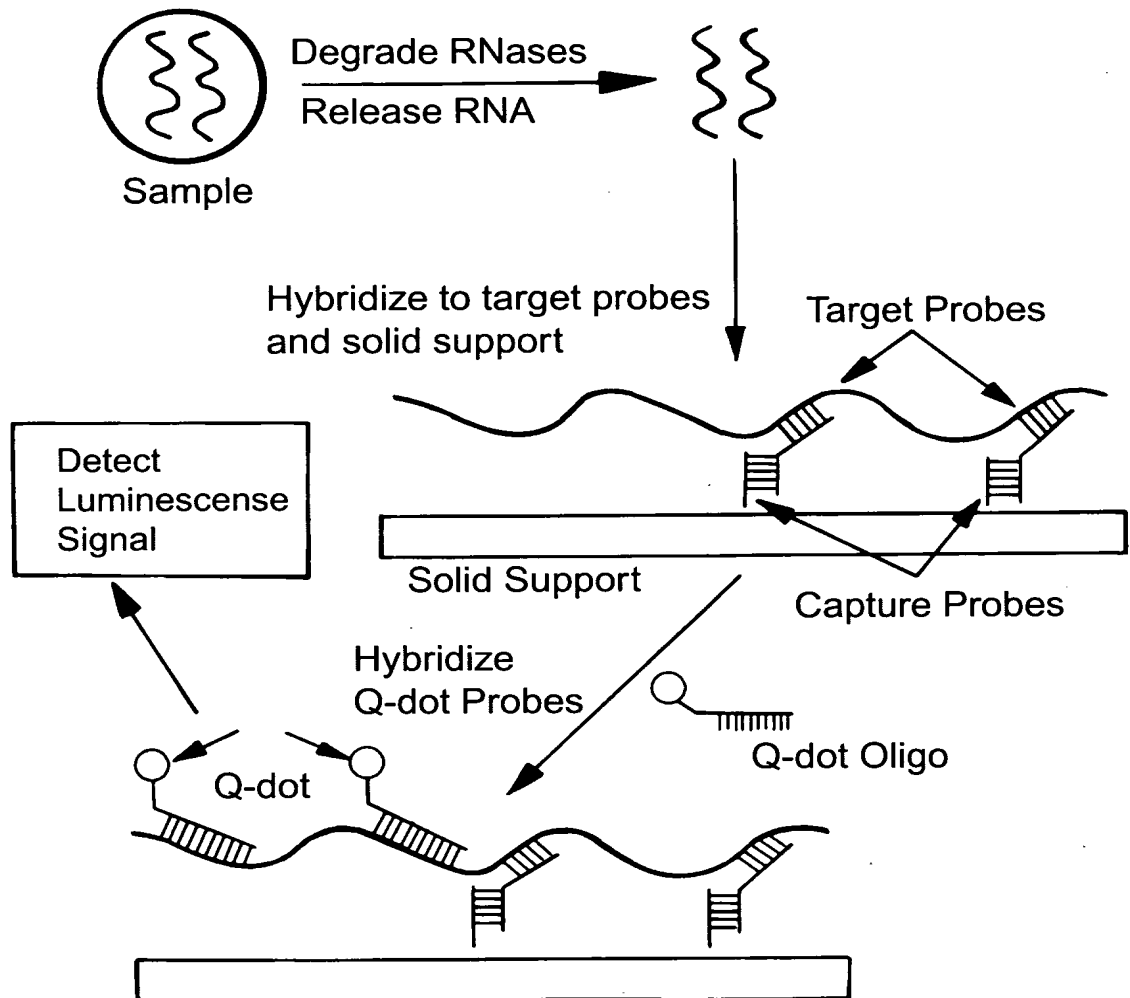 Degrade RNases
Release RNA
Sample
Hybridize to target probes
and solid support
Target Probes
Detect
Luminescense
Signal
Solid Support
Capture Probes
Hybridize
Q-dot Probes
Q-dot Oligo
Q-dot